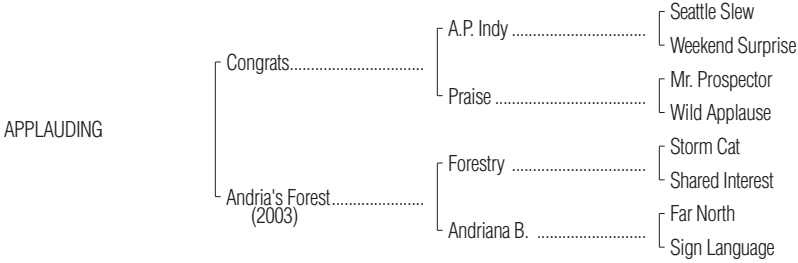 Seattle Slew
A.P. Indy ................................
Weekend Surprise
Congrats................................
Mr. Prospector
Praise ....................................
Wild Applause
APPLAUDING
Storm Cat
Forestry ................................
Shared Interest
Andria's Forest......................
(2003)
Far North
Andriana B. ..........................
Sign Language